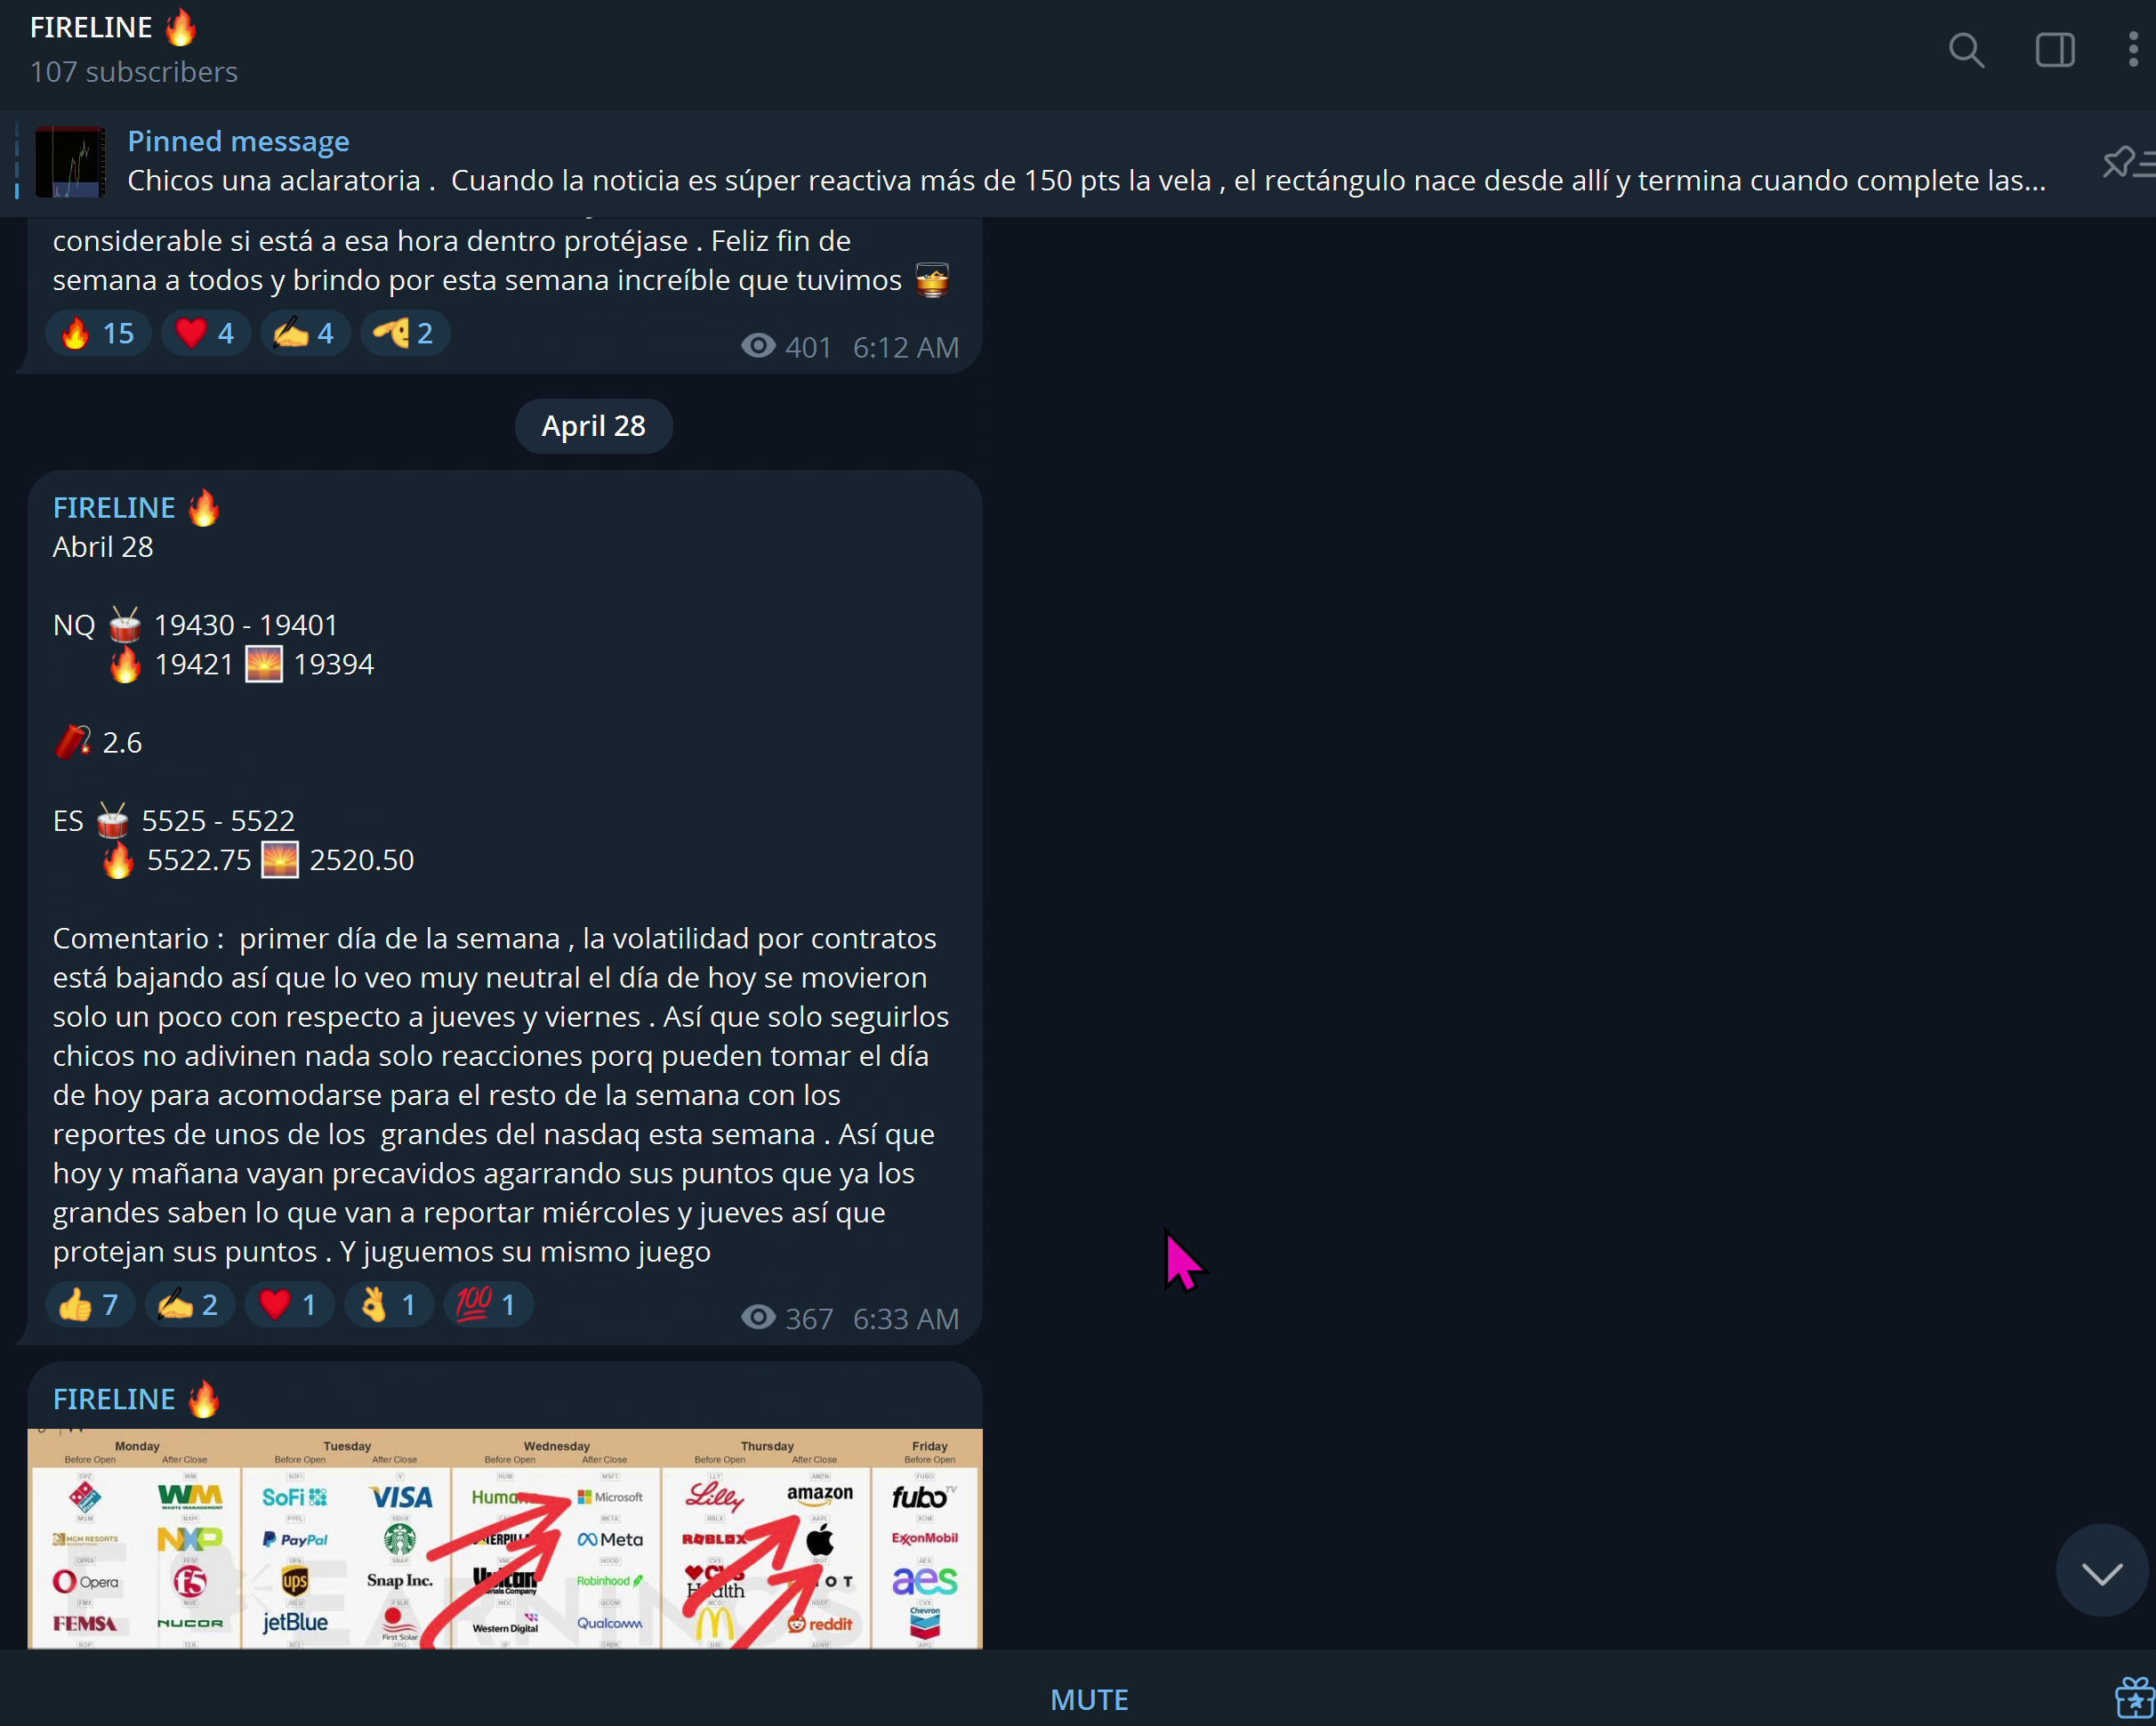 FIRELINE 🔥
107 subscribers
Pinned message
Chicos una aclaratoria .  Cuando la noticia es súper reactiva más de 150 pts la vela , el rectángulo nace desde allí y termina cuando complete las...
considerable si está a esa hora dentro protéjase . Feliz fin de
semana a todos y brindo por esta semana increíble que tuvimos 🥃
🔥 15 ❤️ 4 ✍️ 4 🫡 2
401 6:12 AM
April 28
FIRELINE 🔥
Abril 28
NQ 🥁 19430 - 19401
🔥 19421 🌅 19394
🧨 2.6
ES 🥁 5525 - 5522
🔥 5522.75 🌅 2520.50
Comentario :  primer día de la semana , la volatilidad por contratos
está bajando así que lo veo muy neutral el día de hoy se movieron
solo un poco con respecto a jueves y viernes . Así que solo seguirlos
chicos no adivinen nada solo reacciones porq pueden tomar el día
de hoy para acomodarse para el resto de la semana con los
reportes de unos de los  grandes del nasdaq esta semana . Así que
hoy y mañana vayan precavidos agarrando sus puntos que ya los
grandes saben lo que van a reportar miércoles y jueves así que
protejan sus puntos . Y juguemos su mismo juego
👍 7 ✍️ 2 ❤️ 1 👌 1 💯 1
367 6:33 AM
FIRELINE 🔥
Monday Tuesday Wednesday Thursday Friday
Before Open After Close Before Open After Close Before Open After Close Before Open After Close Before Open
WM WASTE MANAGEMENT SoFi VISA Microsoft Lilly amazon fubo TV
MGM RESORTS NXP PayPal Meta ROBLOX ExxonMobil
Opera f5 ups Snap Inc. Vulcan Robinhood CVS Health aes
FEMSA NUCOR jetBlue First Solar Western Digital Qualcomm reddit Chevron
MUTE